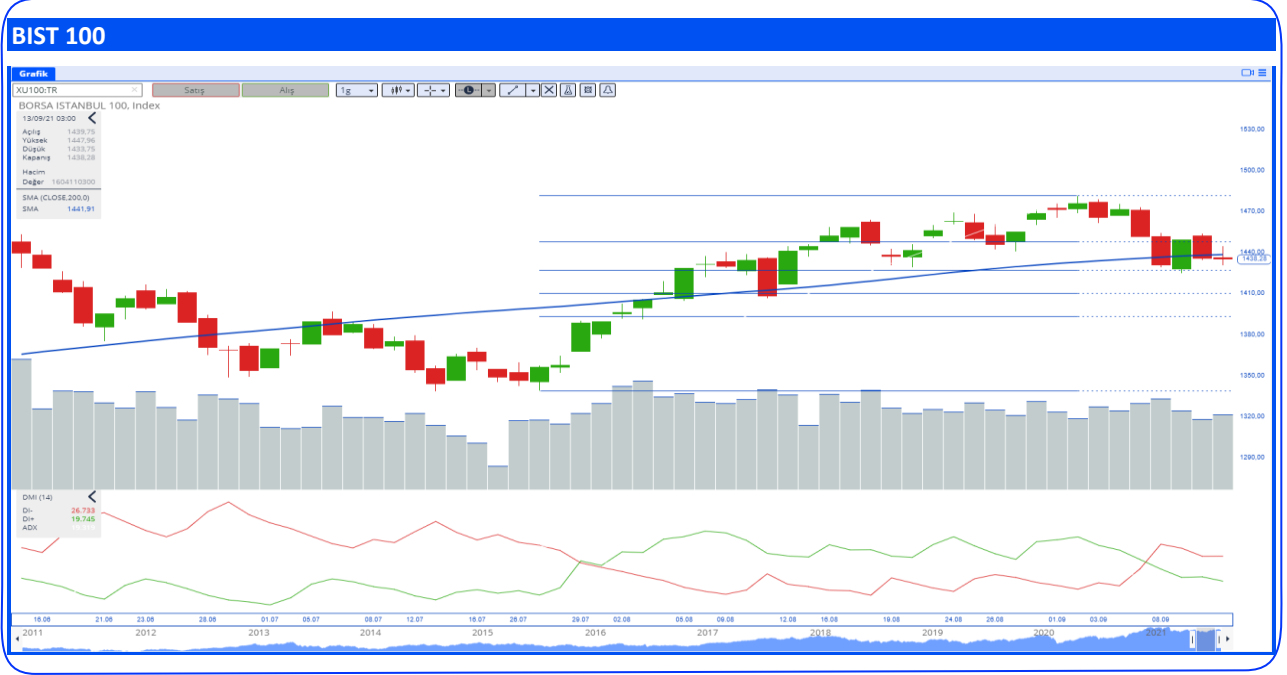 BIST 100
Grafik
XU100:TR Satış Alış 1g
BORSA ISTANBUL 100, Index
13/09/21 03:00
Açılış 1439,75
Yüksek 1447,96
Düşük 1433,75
Kapanış 1438,28
Hacim
Değer 1604110300
SMA (CLOSE,200,0)
SMA 1441,91
1630,00
1500,00
1470,00
1440,00
1438.28
1410,00
1380,00
1350,00
1320,00
1290,00
DMI (14)
DI- 26.733
DI+ 19.745
ADX
16.06 21.06 23.06 28.06 01.07 05.07 08.07 12.07 15.07 26.07 29.07 02.08 05.08 09.08 12.08 16.08 19.08 24.08 26.08 01.09 03.09 08.09
2011 2012 2013 2014 2015 2016 2017 2018 2019 2020 2021